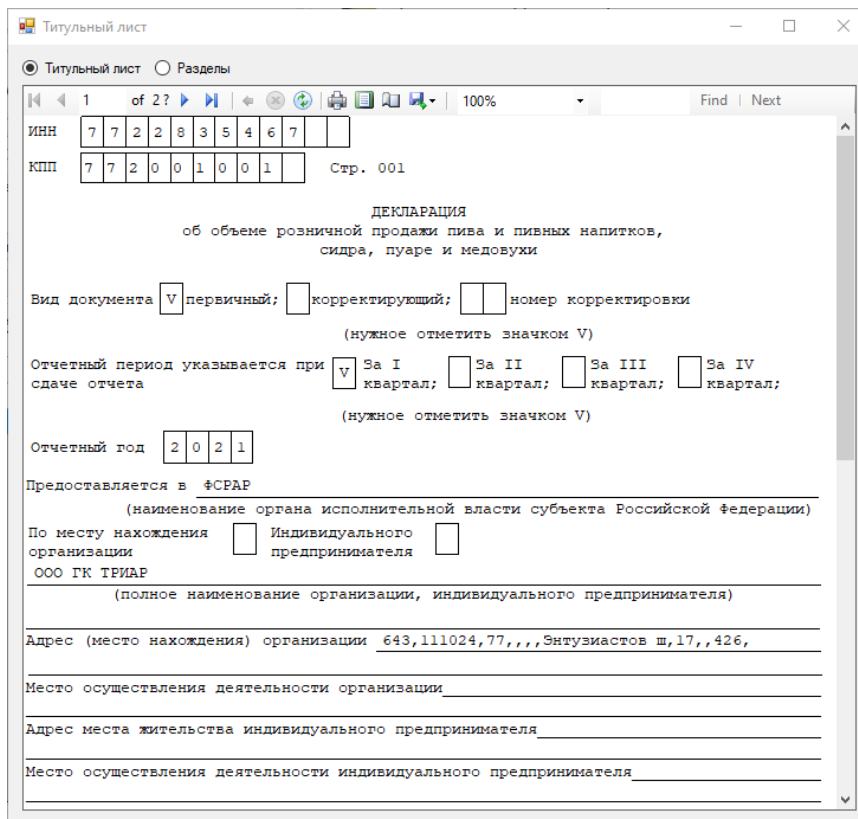 Титульный лист
Титульный лист Разделы
1 of 2? 100% Find | Next
ИНН 7 7 2 2 8 3 5 4 6 7
КПП 7 7 2 0 0 1 0 0 1 Стр. 001
ДЕКЛАРАЦИЯ
об объеме розничной продажи пива и пивных напитков,
сидра, пуаре и медовухи
Вид документа V первичный; корректирующий; номер корректировки
(нужное отметить значком V)
Отчетный период указывается при V За I За II За III За IV
сдаче отчета квартал; квартал; квартал; квартал;
(нужное отметить значком V)
Отчетный год 2 0 2 1
Предоставляется в ФСРАР
(наименование органа исполнительной власти субъекта Российской Федерации)
По месту нахождения Индивидуального
организации предпринимателя
ООО ГК ТРИАР
(полное наименование организации, индивидуального предпринимателя)
Адрес (место нахождения) организации 643,111024,77,,,,Энтузиастов ш,17,,426,
Место осуществления деятельности организации
Адрес места жительства индивидуального предпринимателя
Место осуществления деятельности индивидуального предпринимателя